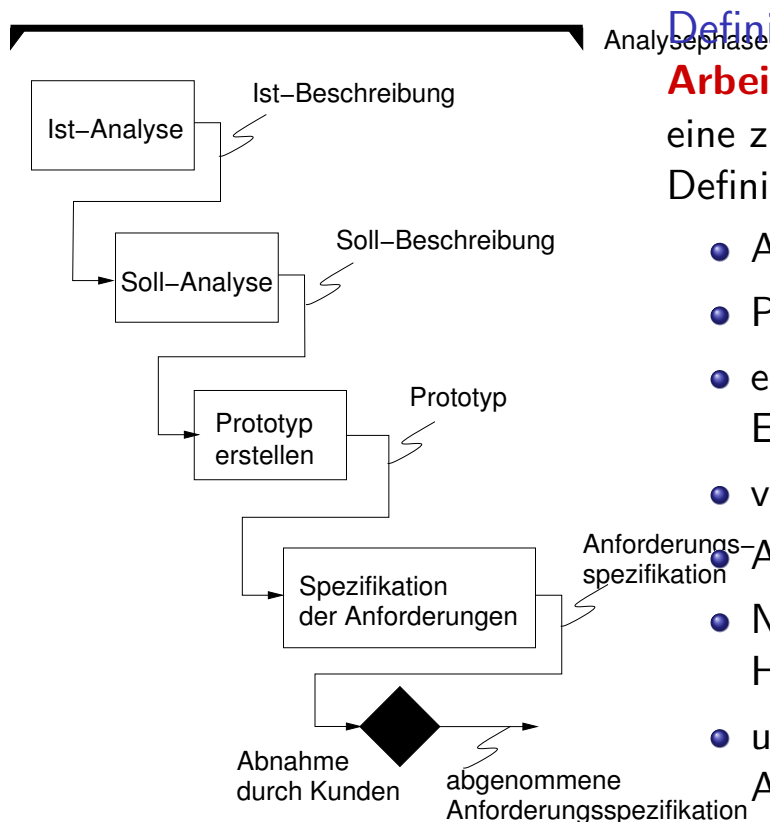 Analysephase
Ist–Beschreibung
Ist–Analyse
Soll–Beschreibung
Soll–Analyse
Prototyp
Prototyp
erstellen
Anforderungs–
spezifikation
Spezifikation
der Anforderungen
Abnahme
durch Kunden
abgenommene
Anforderungsspezifikation
Defini
Arbei
eine z
Defini
A
P
e
E
v
A
N
H
u
A